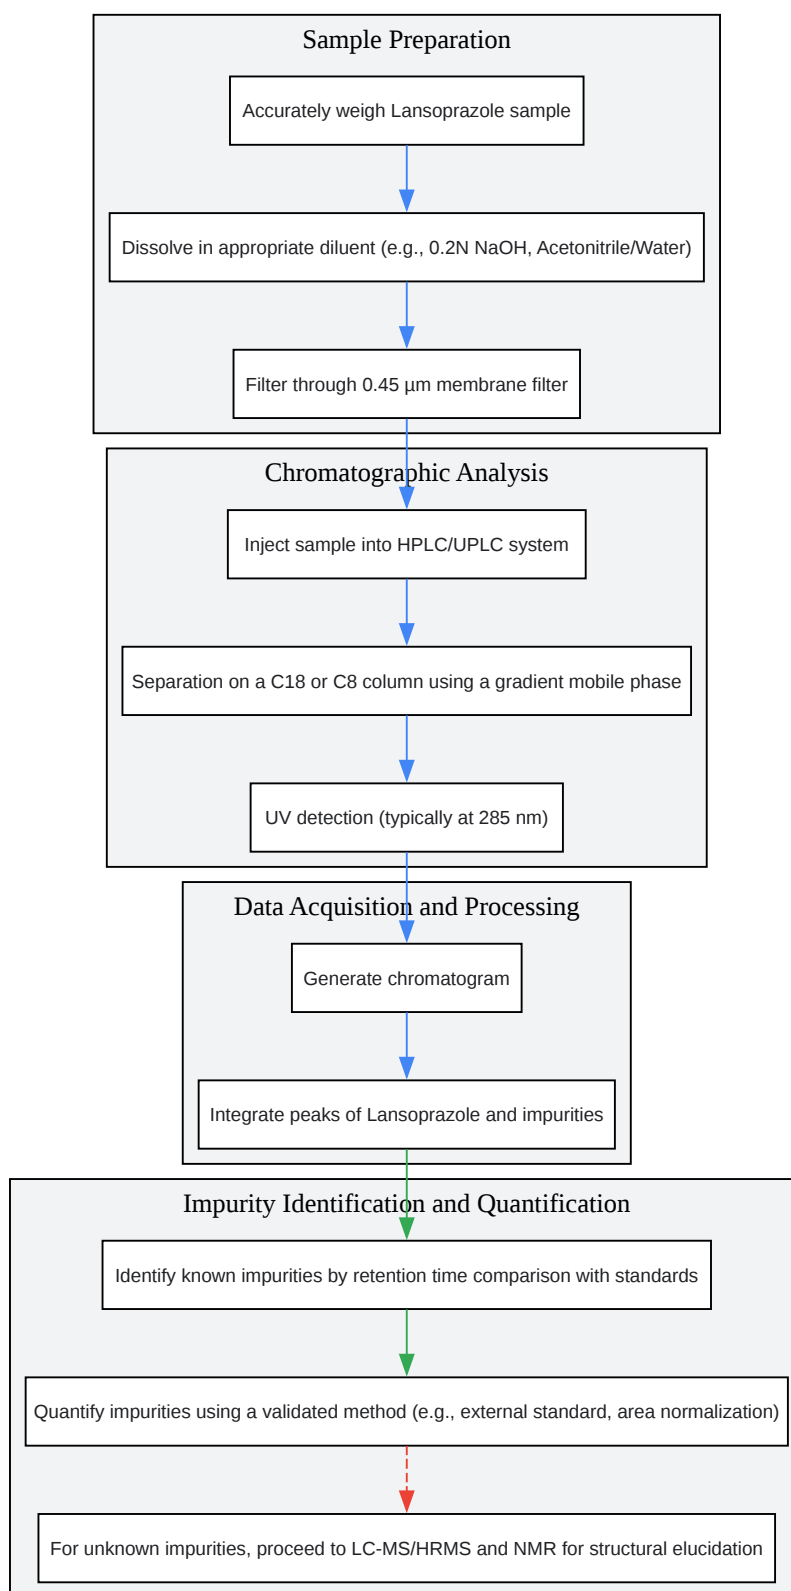 Sample Preparation
Accurately weigh Lansoprazole sample
Dissolve in appropriate diluent (e.g., 0.2N NaOH, Acetonitrile/Water)
Filter through 0.45 µm membrane filter
Chromatographic Analysis
Inject sample into HPLC/UPLC system
Separation on a C18 or C8 column using a gradient mobile phase
UV detection (typically at 285 nm)
Data Acquisition and Processing
Generate chromatogram
Integrate peaks of Lansoprazole and impurities
Impurity Identification and Quantification
Identify known impurities by retention time comparison with standards
Quantify impurities using a validated method (e.g., external standard, area normalization)
For unknown impurities, proceed to LC-MS/HRMS and NMR for structural elucidation